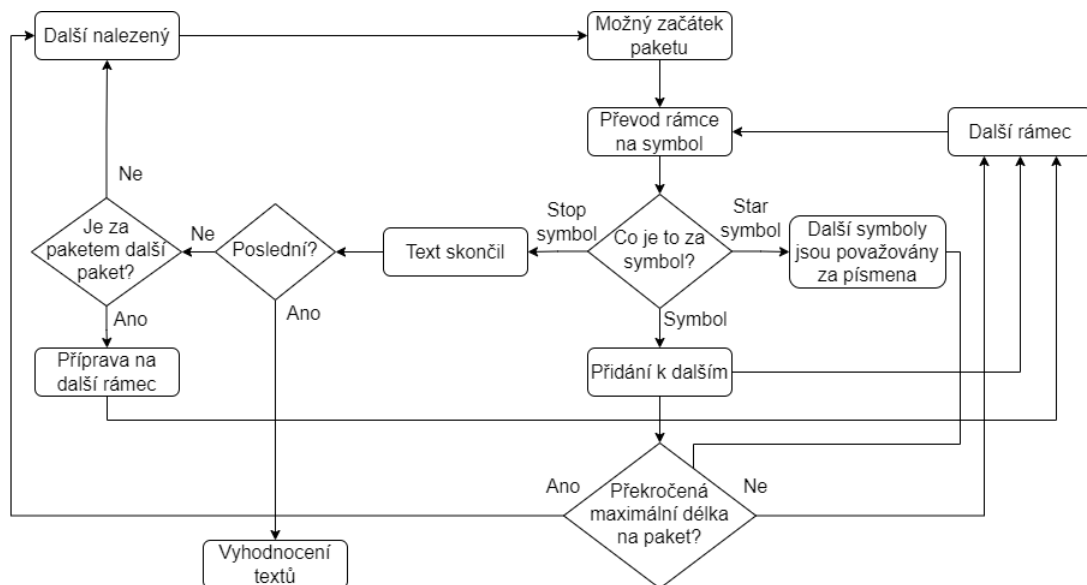 Další nalezený
Možný začátek
paketu
Převod rámce
na symbol
Další rámec
Ne
Je za
paketem další
paket?
Ne
Poslední?
Text skončil
Stop
symbol
Co je to za
symbol?
Star
symbol
Další symboly
jsou považovány
za písmena
Ano
Ano
Symbol
Příprava na
další rámec
Přidání k dalším
Ano
Překročená
maximální délka
na paket?
Ne
Vyhodnocení
textů